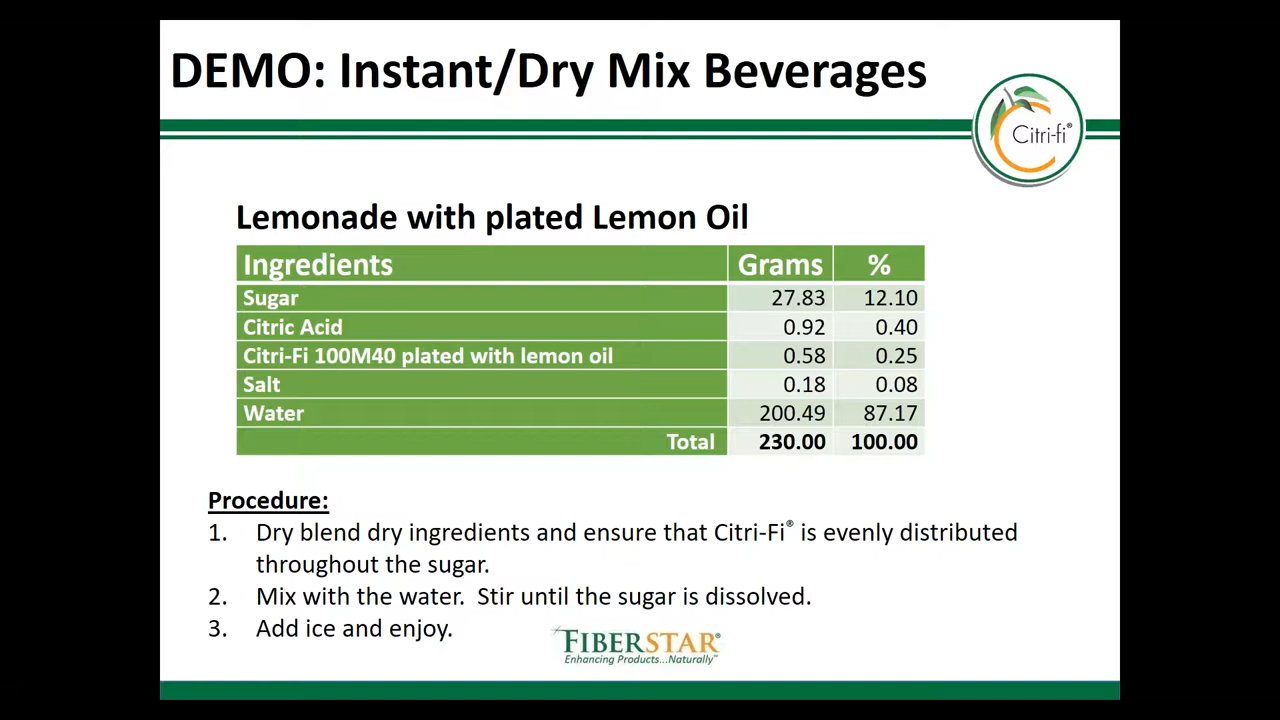 DEMO: Instant/Dry Mix Beverages
Citri-fi®
Lemonade with plated Lemon Oil
Ingredients Grams %
Sugar 27.83 12.10
Citric Acid 0.92 0.40
Citri-Fi 100M40 plated with lemon oil 0.58 0.25
Salt 0.18 0.08
Water 200.49 87.17
Total 230.00 100.00
Procedure:
1. Dry blend dry ingredients and ensure that Citri-Fi® is evenly distributed
throughout the sugar.
2. Mix with the water. Stir until the sugar is dissolved.
3. Add ice and enjoy.
FIBERSTAR®
Enhancing Products...Naturally™